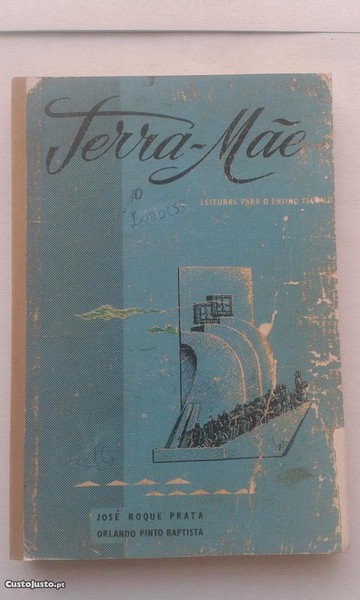 Terra-Mãe
LEITURAS PARA O ENSINO TÉCNICO
JOSÉ ROQUE PRATA
ORLANDO PINTO BAPTISTA
CustoJusto.pt